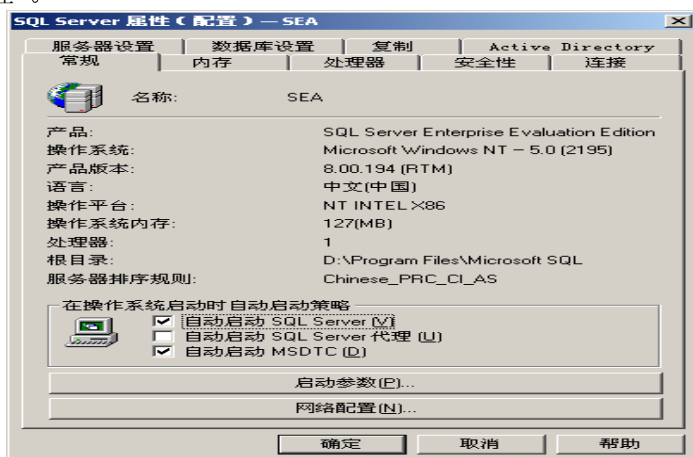 SQL Server 属性(配置)—SEA
服务器设置 数据库设置 复制 Active Directory
常规 内存 处理器 安全性 连接
名称: SEA
产品: SQL Server Enterprise Evaluation Edition
操作系统: Microsoft Windows NT – 5.0 (2195)
产品版本: 8.00.194 (RTM)
语言: 中文(中国)
操作平台: NT INTEL X86
操作系统内存: 127(MB)
处理器: 1
根目录: D:\Program Files\Microsoft SQL
服务器排序规则: Chinese_PRC_CI_AS
在操作系统启动时自动启动策略
自动启动 SQL Server (V)
自动启动 SQL Server 代理 (U)
自动启动 MSDTC (D)
启动参数(P)...
网络配置(N)...
确定 取消 帮助